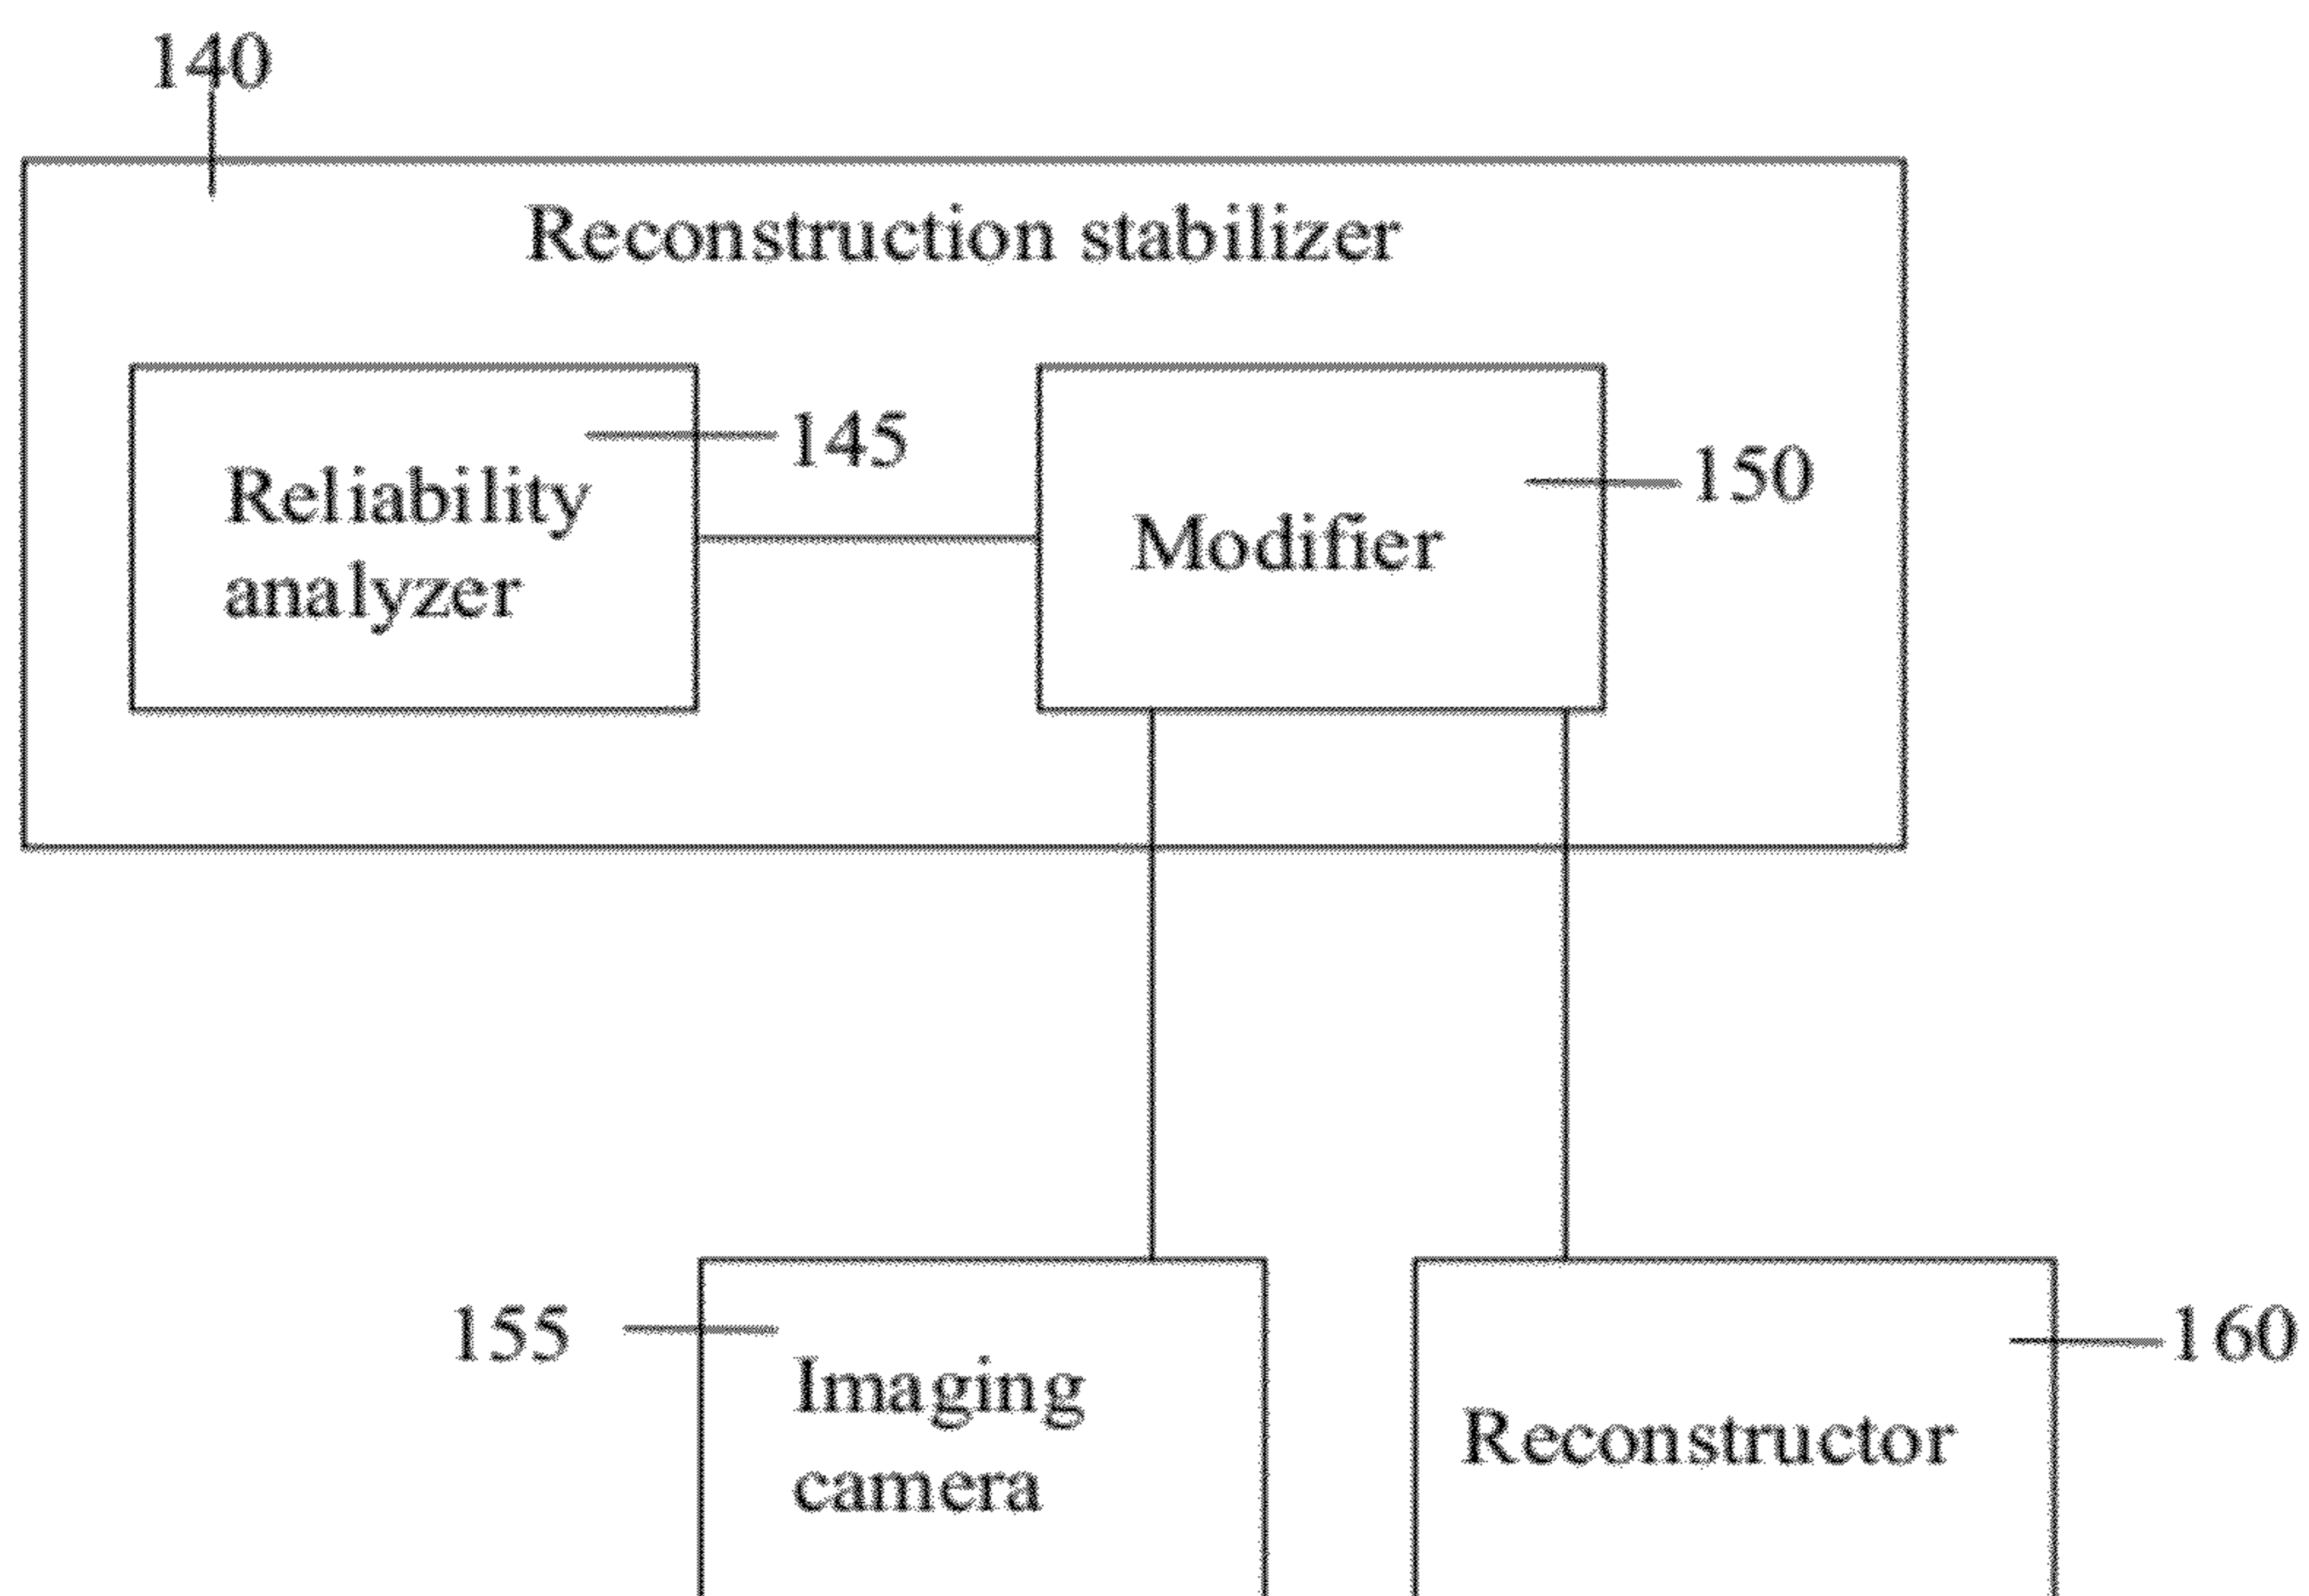 140
Reconstruction stabilizer
145
Reliability
analyzer
150
Modifier
155
Imaging
camera
160
Reconstructor